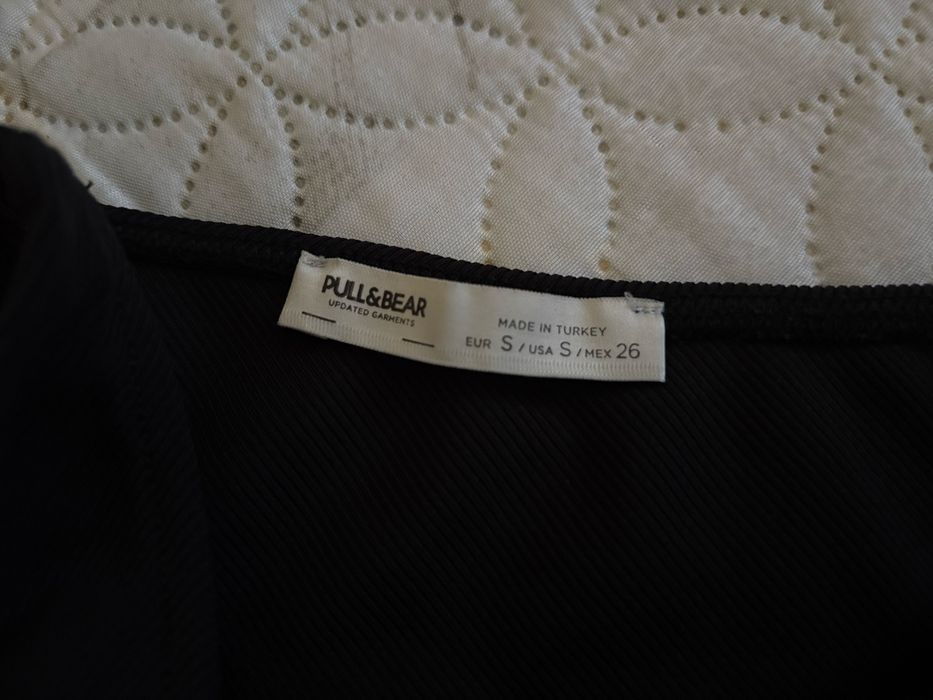 PULL&BEAR
UPDATED GARMENTS
MADE IN TURKEY
EUR S / USA S / MEX 26